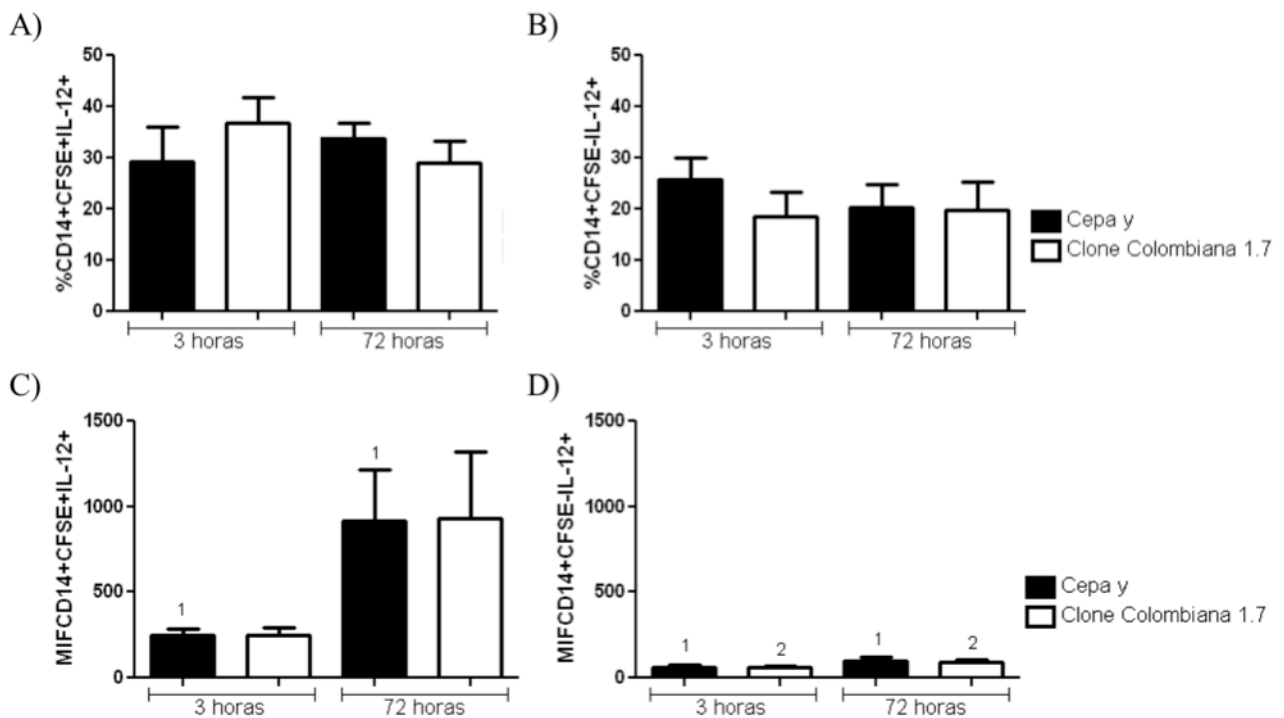 A)
%CD14+CFSE+IL-12+
50
40
30
20
10
0
3 horas
72 horas
B)
%CD14+CFSE-IL-12+
50
40
30
20
10
0
3 horas
72 horas
Cepa y
Clone Colombiana 1.7
C)
MIFCD14+CFSE+IL-12+
1500
1000
500
0
1
1
3 horas
72 horas
D)
MIFCD14+CFSE-IL-12+
1500
1000
500
0
1
2
1
2
3 horas
72 horas
Cepa y
Clone Colombiana 1.7